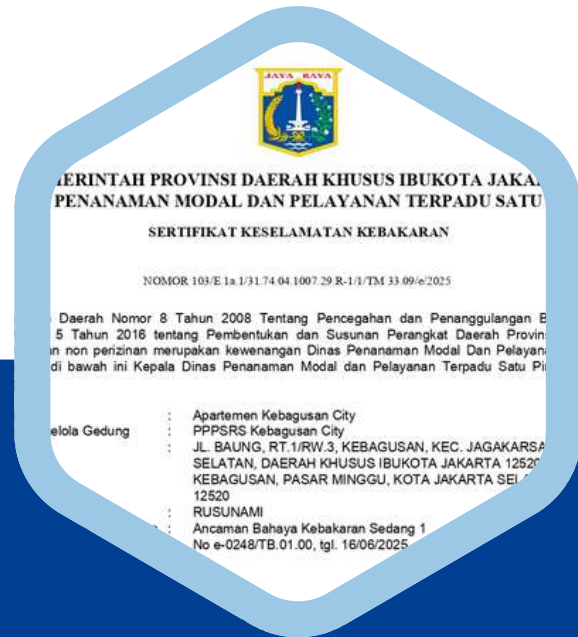 JAYA RAYA
MERINTAH PROVINSI DAERAH KHUSUS IBUKOTA JAKA
PENANAMAN MODAL DAN PELAYANAN TERPADU SATU
SERTIFIKAT KESELAMATAN KEBAKARAN
NOMOR 103/E.1a.1/31.74.04.1007.29.R-1/1/TM.33.09/e/2025
Daerah Nomor 8 Tahun 2008 Tentang Pencegahan dan Penanggulangan B
5 Tahun 2016 tentang Pembentukan dan Susunan Perangkat Daerah Provin
n non perizinan merupakan kewenangan Dinas Penanaman Modal Dan Pelayana
di bawah ini Kepala Dinas Penanaman Modal dan Pelayanan Terpadu Satu Pi
: Apartemen Kebagusan City
elola Gedung : PPPSRS Kebagusan City
: JL. BAUNG, RT.1/RW.3, KEBAGUSAN, KEC. JAGAKARSA
SELATAN, DAERAH KHUSUS IBUKOTA JAKARTA 12520
KEBAGUSAN, PASAR MINGGU, KOTA JAKARTA SEL
12520
: RUSUNAMI
: Ancaman Bahaya Kebakaran Sedang 1
No e-0248/TB.01.00, tgl. 16/06/2025